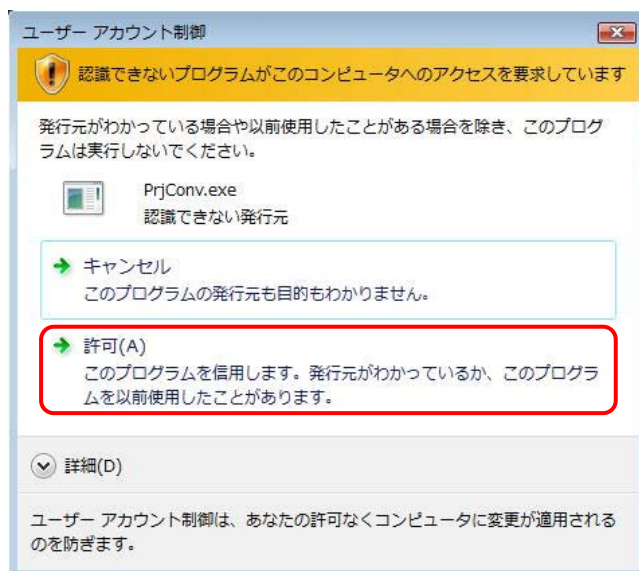 ユーザー アカウント制御
認識できないプログラムがこのコンピュータへのアクセスを要求しています
発行元がわかっている場合や以前使用したことがある場合を除き、このプログ
ラムは実行しないでください。
PrjConv.exe
認識できない発行元
キャンセル
このプログラムの発行元も目的もわかりません。
許可(A)
このプログラムを信用します。発行元がわかっているか、このプログラ
ムを以前使用したことがあります。
詳細(D)
ユーザー アカウント制御は、あなたの許可なくコンピュータに変更が適用される
のを防ぎます。